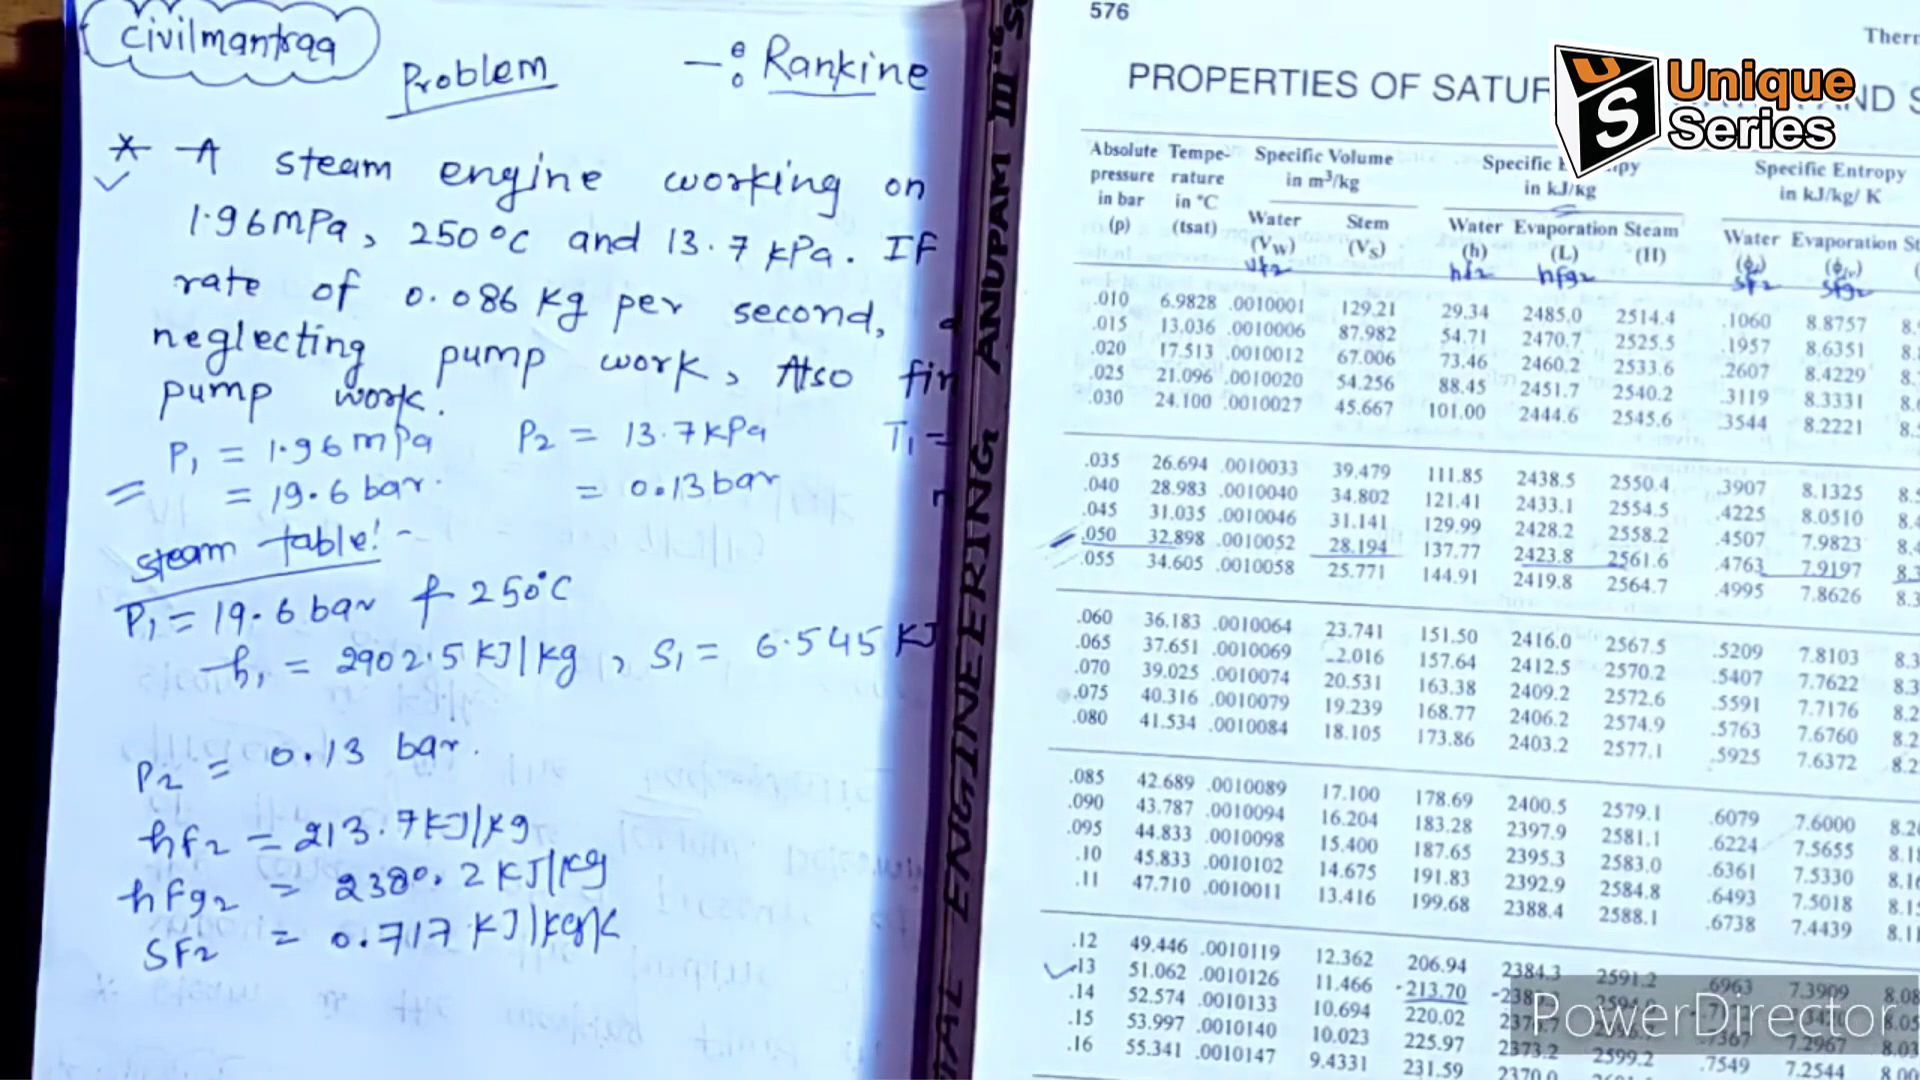 civilmantraa
Problem -: Rankine
* A steam engine working on
1.96mPa, 250°C and 13.7 KPa. IF
rate of 0.086 Kg per second,
neglecting pump work, Also fin
pump work.
P1 = 1.96mPa P2 = 13.7KPa T1 =
= 19.6 bar. = 0.13bar
steam table:-
P1 = 19.6 bar & 250°C
h1 = 2902.5 KJ/Kg, S1 = 6.545 KJ
P2 = 0.13 bar.
hf2 = 213.7KJ/Kg
hfg2 = 2380.2 KJ/Kg
SF2 = 0.717 KJ/KgK
ENGINEERING ANUPAM III
576
Therm
PROPERTIES OF SATUR
ND S
US Unique
Series
Absolute Tempe- Specific Volume Specific Specific Entropy
pressure rature in m³/kg in kJ/kg in kJ/kg/ K
in bar in °C Water Stem Water Evaporation Steam Water Evaporation St
(p) (tsat) (Vw) (Vs) (h) (L) (H)
vf2 hf2 hfg2 sf2 sfg2
.010 6.9828 .0010001 129.21 29.34 2485.0 2514.4 .1060 8.8757
.015 13.036 .0010006 87.982 54.71 2470.7 2525.5 .1957 8.6351
.020 17.513 .0010012 67.006 73.46 2460.2 2533.6 .2607 8.4229
.025 21.096 .0010020 54.256 88.45 2451.7 2540.2 .3119 8.3331
.030 24.100 .0010027 45.667 101.00 2444.6 2545.6 .3544 8.2221
.035 26.694 .0010033 39.479 111.85 2438.5 2550.4 .3907 8.1325
.040 28.983 .0010040 34.802 121.41 2433.1 2554.5 .4225 8.0510
.045 31.035 .0010046 31.141 129.99 2428.2 2558.2 .4507 7.9823
.050 32.898 .0010052 28.194 137.77 2423.8 2561.6 .4763 7.9197
.055 34.605 .0010058 25.771 144.91 2419.8 2564.7 .4995 7.8626
.060 36.183 .0010064 23.741 151.50 2416.0 2567.5 .5209 7.8103
.065 37.651 .0010069 2.016 157.64 2412.5 2570.2 .5407 7.7622
.070 39.025 .0010074 20.531 163.38 2409.2 2572.6 .5591 7.7176
.075 40.316 .0010079 19.239 168.77 2406.2 2574.9 .5763 7.6760
.080 41.534 .0010084 18.105 173.86 2403.2 2577.1 .5925 7.6372
.085 42.689 .0010089 17.100 178.69 2400.5 2579.1 .6079 7.6000
.090 43.787 .0010094 16.204 183.28 2397.9 2581.1 .6224 7.5655
.095 44.833 .0010098 15.400 187.65 2395.3 2583.0 .6361 7.5330
.10 45.833 .0010102 14.675 191.83 2392.9 2584.8 .6493 7.5018
.11 47.710 .0010011 13.416 199.68 2388.4 2588.1 .6738 7.4439
.12 49.446 .0010119 12.362 206.94 2384.3 2591.2 .6963 7.3909
.13 51.062 .0010126 11.466 213.70
.14 52.574 .0010133 10.694 220.02
.15 53.997 .0010140 10.023 225.97 .7367 7.2967
.16 55.341 .0010147 9.4331 231.59 2370.0 .7549 7.2544
PowerDirector